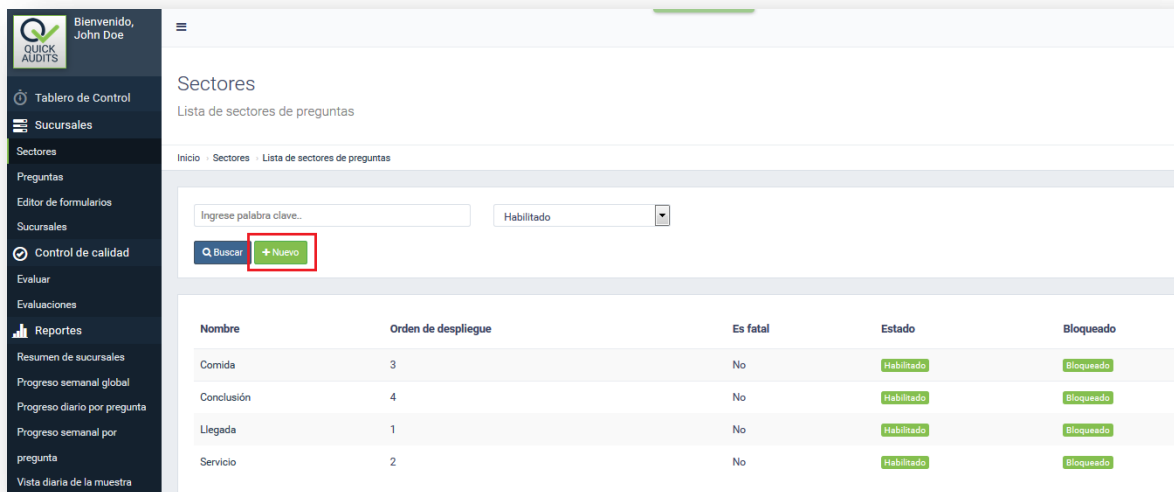 Bienvenido,
John Doe
QUICK
AUDITS
Tablero de Control
Sucursales
Sectores
Preguntas
Editor de formularios
Sucursales
Control de calidad
Evaluar
Evaluaciones
Reportes
Resumen de sucursales
Progreso semanal global
Progreso diario por pregunta
Progreso semanal por
pregunta
Vista diaria de la muestra
Sectores
Lista de sectores de preguntas
Inicio › Sectores › Lista de sectores de preguntas
Ingrese palabra clave.. Habilitado
Buscar + Nuevo
Nombre Orden de despliegue Es fatal Estado Bloqueado
Comida 3 No Habilitado Bloqueado
Conclusión 4 No Habilitado Bloqueado
Llegada 1 No Habilitado Bloqueado
Servicio 2 No Habilitado Bloqueado